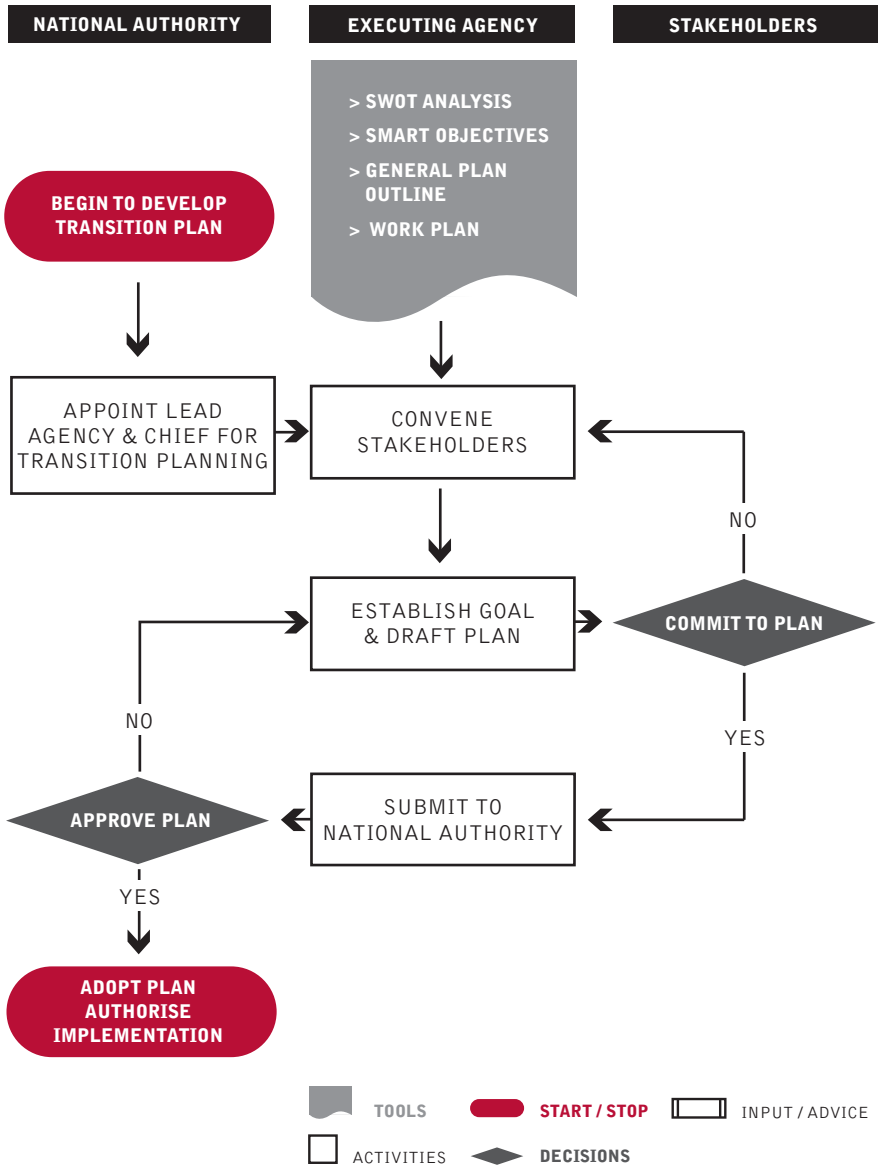 NATIONAL AUTHORITY
EXECUTING AGENCY
STAKEHOLDERS
> SWOT ANALYSIS
> SMART OBJECTIVES
> GENERAL PLAN
OUTLINE
> WORK PLAN
BEGIN TO DEVELOP
TRANSITION PLAN
APPOINT LEAD
AGENCY & CHIEF FOR
TRANSITION PLANNING
CONVENE
STAKEHOLDERS
NO
ESTABLISH GOAL
& DRAFT PLAN
COMMIT TO PLAN
NO
YES
SUBMIT TO
NATIONAL AUTHORITY
APPROVE PLAN
YES
ADOPT PLAN
AUTHORISE
IMPLEMENTATION
TOOLS
START / STOP
INPUT / ADVICE
ACTIVITIES
DECISIONS